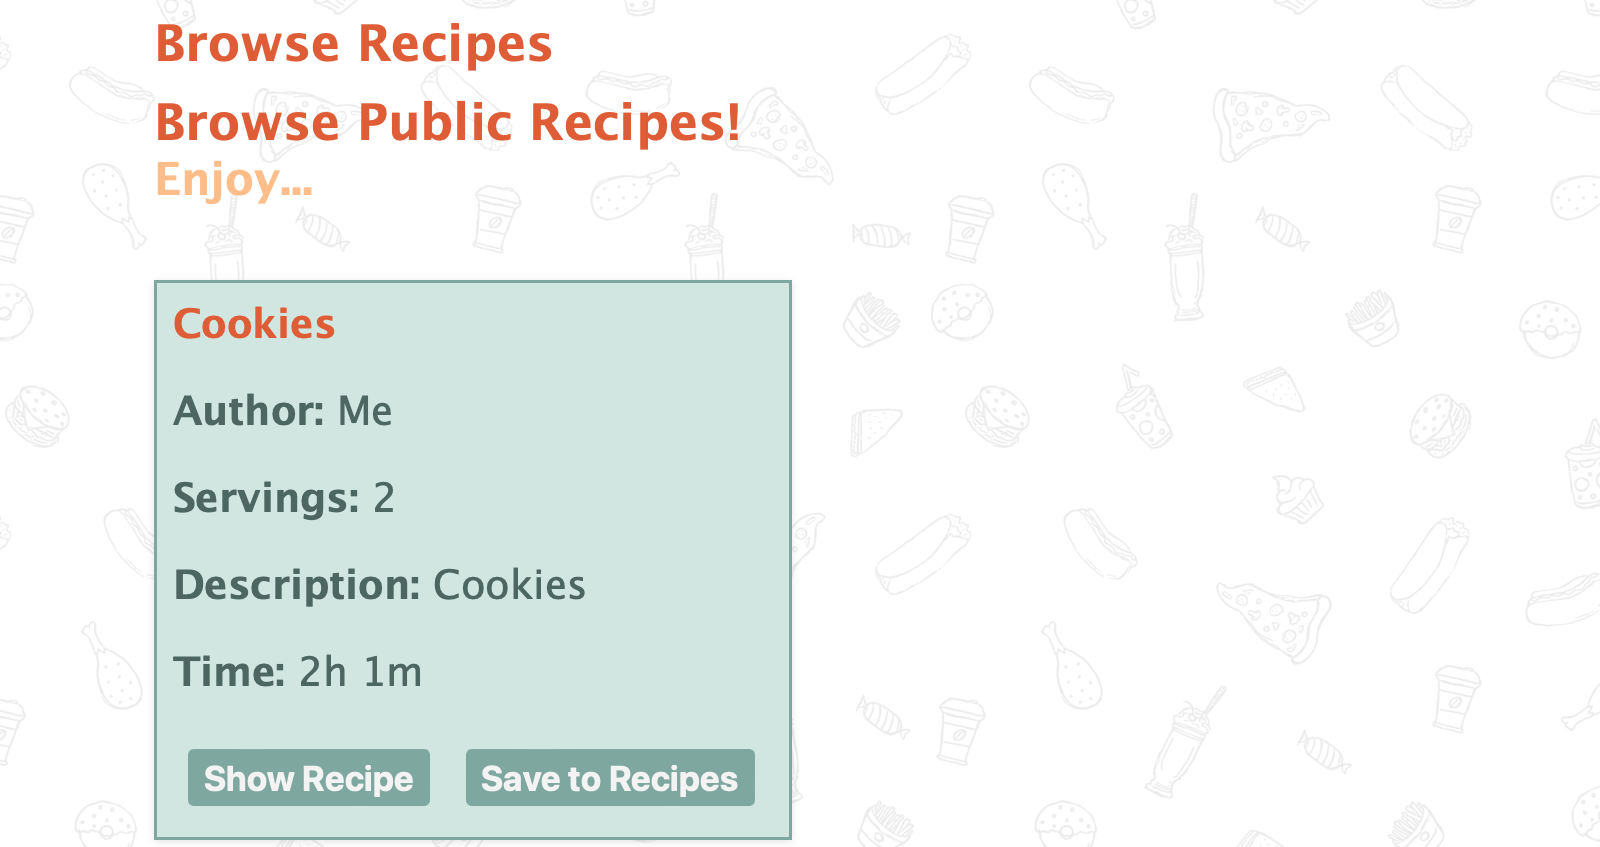 Browse Recipes
Browse Public Recipes!
Enjoy...
Cookies
Author: Me
Servings: 2
Description: Cookies
Time: 2h 1m
Show Recipe Save to Recipes